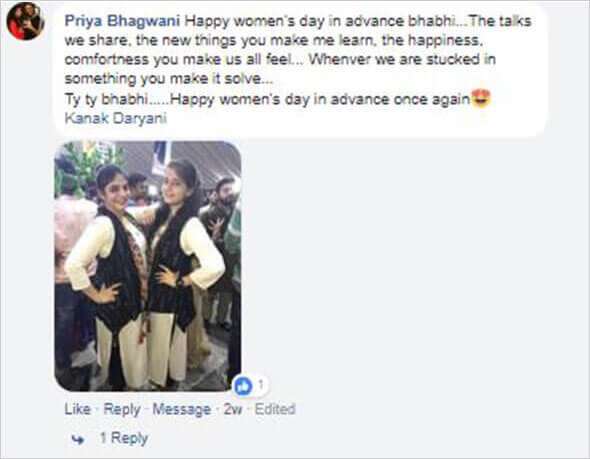 Priya Bhagwani Happy women's day in advance bhabhi...The talks
we share, the new things you make me learn, the happiness,
comfortness you make us all feel... Whenver we are stucked in
something you make it solve...
Ty ty bhabhi.....Happy women's day in advance once again😍
Kanak Daryani
1
Like · Reply · Message · 2w · Edited
1 Reply